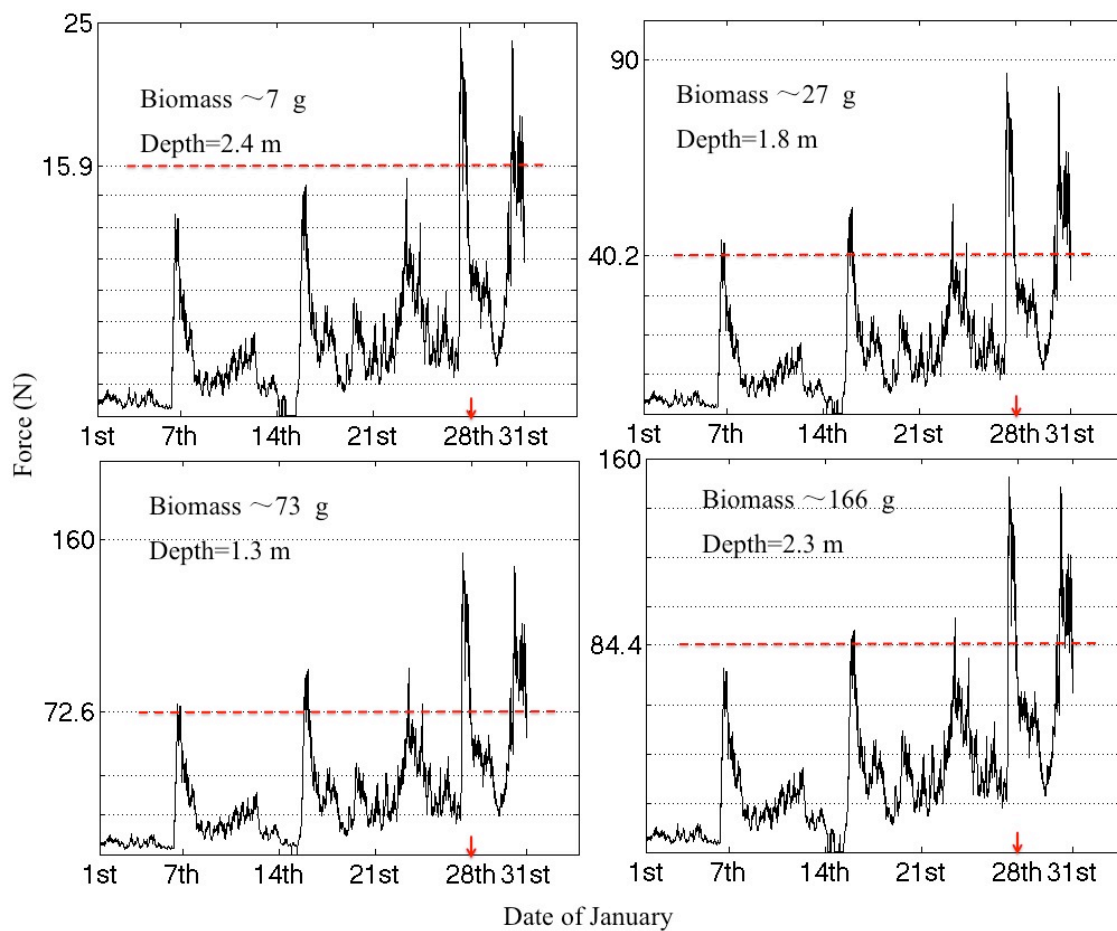 25
Biomass ~7 g
Depth=2.4 m
15.9
1st 7th 14th 21st 28th 31st
90
Biomass ~27 g
Depth=1.8 m
40.2
1st 7th 14th 21st 28th 31st
Force (N)
160
Biomass ~73 g
Depth=1.3 m
72.6
1st 7th 14th 21st 28th 31st
160
Biomass ~166 g
Depth=2.3 m
84.4
1st 7th 14th 21st 28th 31st
Date of January